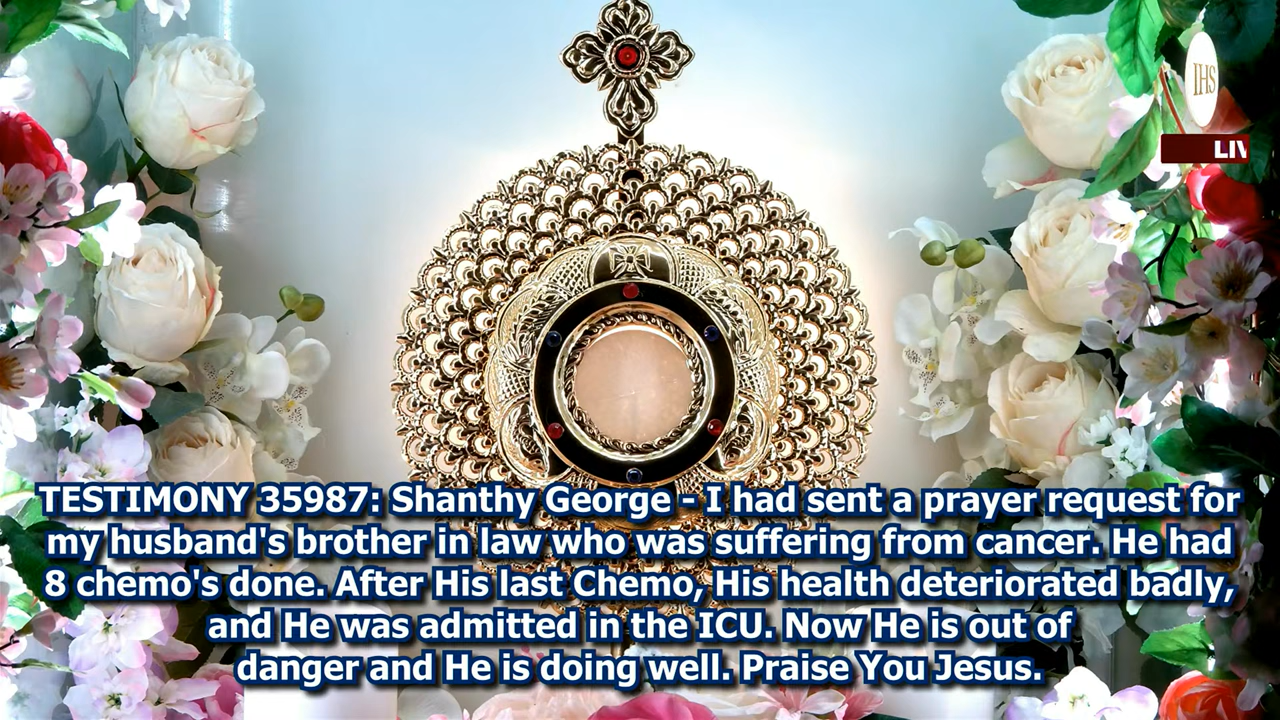 IHS
LIV
TESTIMONY 35987: Shanthy George - I had sent a prayer request for
my husband's brother in law who was suffering from cancer. He had
8 chemo's done. After His last Chemo, His health deteriorated badly,
and He was admitted in the ICU. Now He is out of
danger and He is doing well. Praise You Jesus.